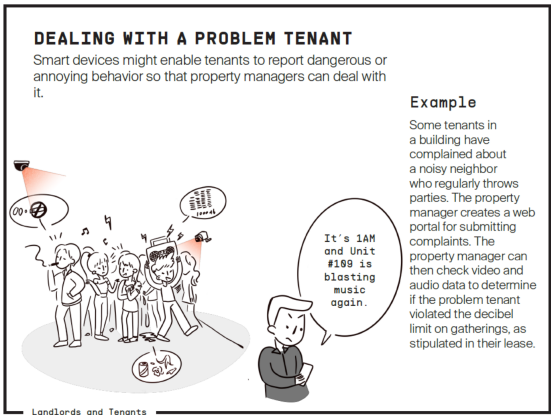 DEALING WITH A PROBLEM TENANT
Smart devices might enable tenants to report dangerous or
annoying behavior so that property managers can deal with
it.
Example
Some tenants in
a building have
complained about
a noisy neighbor
who regularly throws
parties. The property
manager creates a web
portal for submitting
complaints. The
property manager can
then check video and
audio data to determine
if the problem tenant
violated the decibel
limit on gatherings, as
stipulated in their lease.
It's 1AM
and Unit
#109 is
blasting
music
again.
Landlords and Tenants